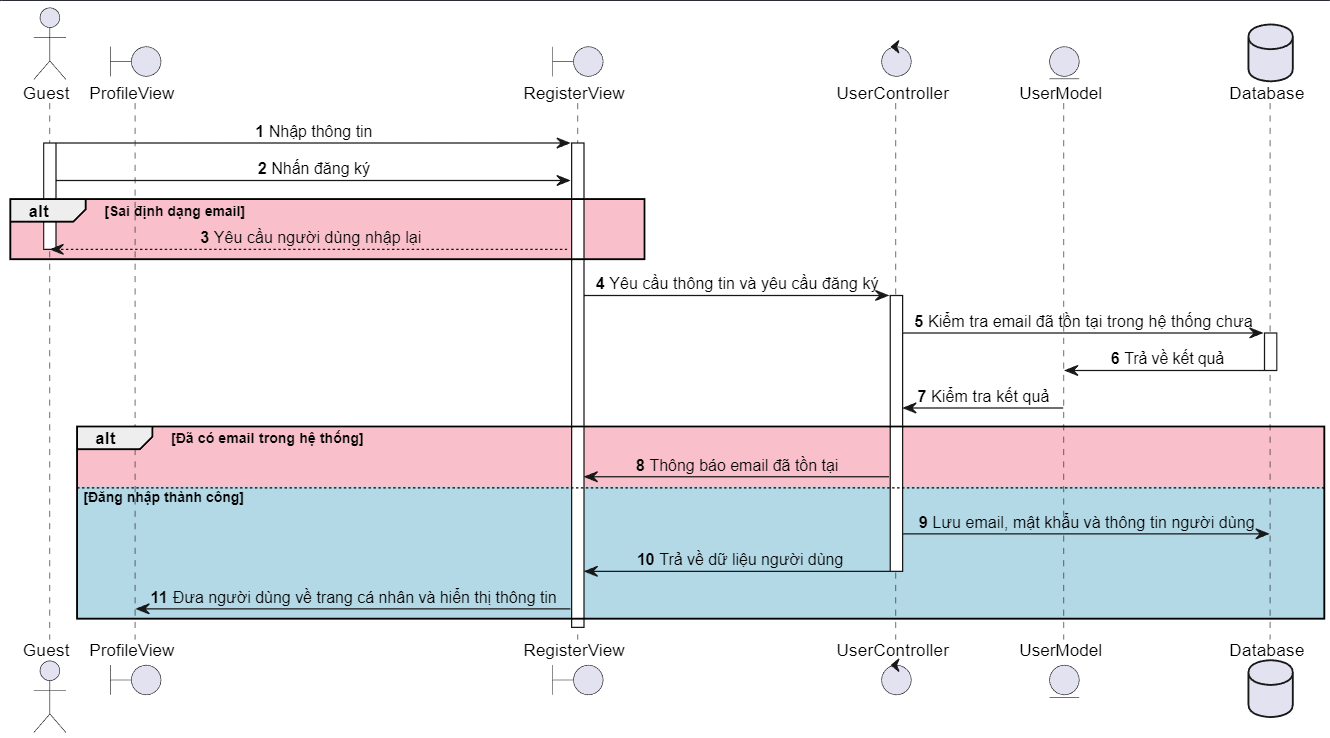 Guest ProfileView RegisterView UserController UserModel Database
1 Nhập thông tin
2 Nhấn đăng ký
alt [Sai định dạng email]
3 Yêu cầu người dùng nhập lại
4 Yêu cầu thông tin và yêu cầu đăng ký
5 Kiểm tra email đã tồn tại trong hệ thống chưa
6 Trả về kết quả
7 Kiểm tra kết quả
alt [Đã có email trong hệ thống]
8 Thông báo email đã tồn tại
[Đăng nhập thành công]
9 Lưu email, mật khẩu và thông tin người dùng
10 Trả về dữ liệu người dùng
11 Đưa người dùng về trang cá nhân và hiển thị thông tin
Guest ProfileView RegisterView UserController UserModel Database